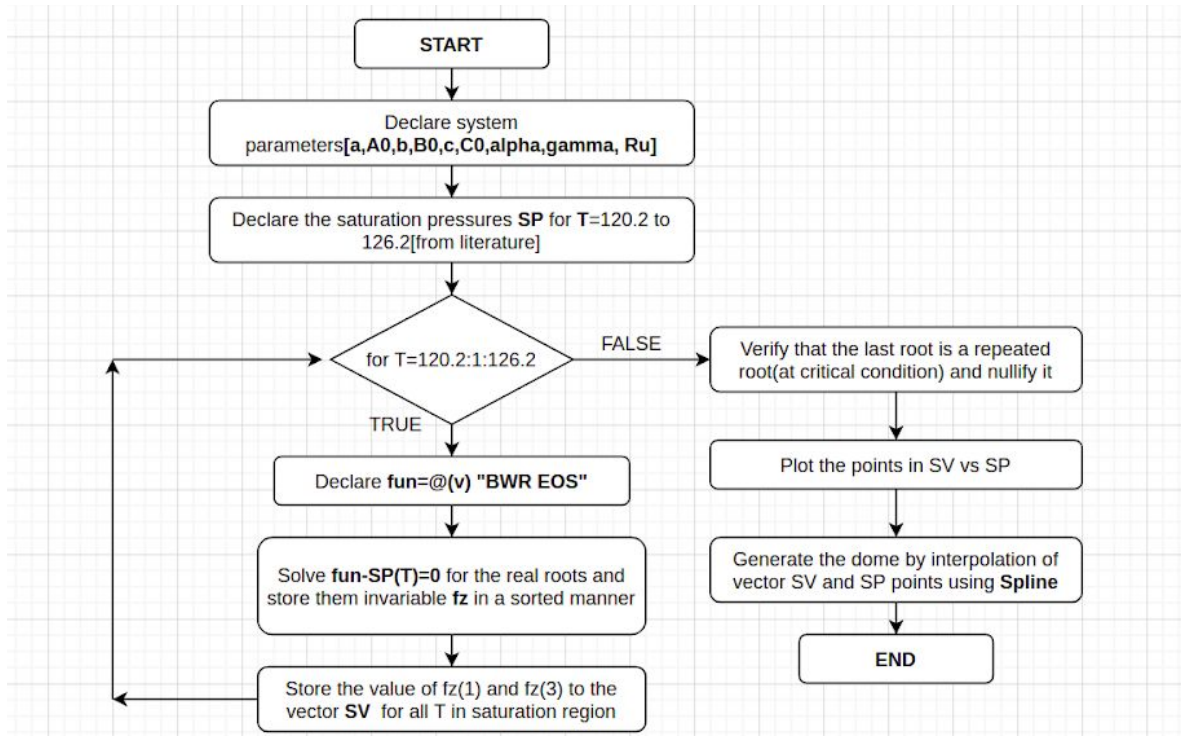 START
Declare system
parameters[a,A0,b,B0,c,C0,alpha,gamma, Ru]
Declare the saturation pressures SP for T=120.2 to
126.2[from literature]
for T=120.2:1:126.2
FALSE
TRUE
Declare fun=@(v) "BWR EOS"
Solve fun-SP(T)=0 for the real roots and
store them invariable fz in a sorted manner
Store the value of fz(1) and fz(3) to the
vector SV for all T in saturation region
Verify that the last root is a repeated
root(at critical condition) and nullify it
Plot the points in SV vs SP
Generate the dome by interpolation of
vector SV and SP points using Spline
END